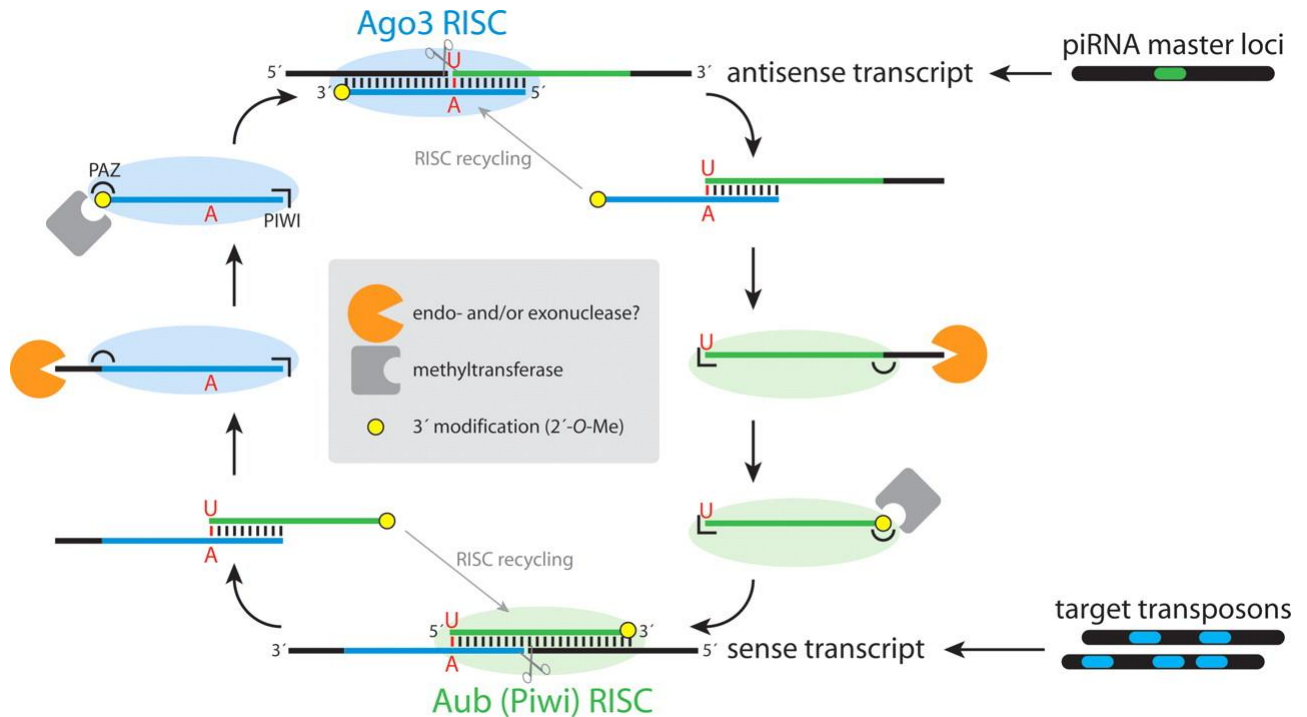 Ago3 RISC
piRNA master loci
5´ U 3´ antisense transcript
3´ A 5´
RISC recycling
PAZ
U
A PIWI
A
endo- and/or exonuclease?
U
A
methyltransferase
3´ modification (2´-O-Me)
U
U
A
RISC recycling
target transposons
5´ U 3´
3´ A 5´ sense transcript
Aub (Piwi) RISC